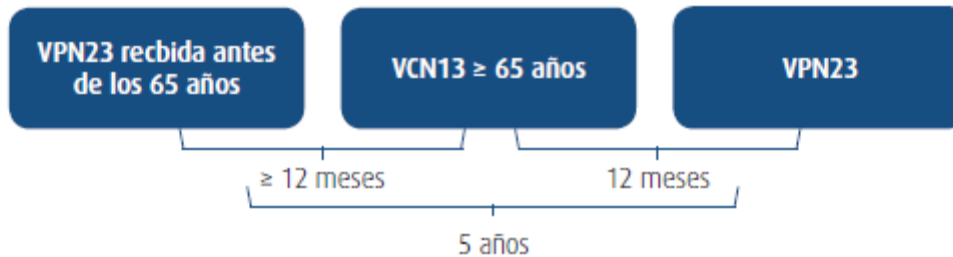 VPN23 recbida antes
de los 65 años
VCN13 ≥ 65 años
VPN23
≥ 12 meses
12 meses
5 años